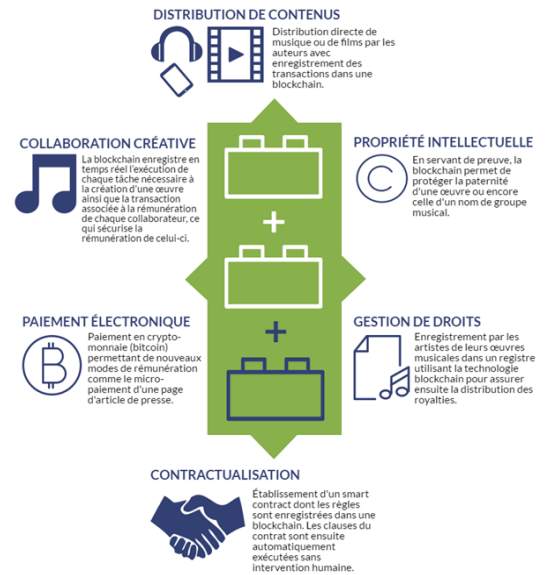 DISTRIBUTION DE CONTENUS
Distribution directe de
musique ou de films par les
auteurs avec
enregistrement des
transactions dans une
blockchain.
COLLABORATION CRÉATIVE
La blockchain enregistre en
temps réel l'exécution de
chaque tâche nécessaire à
la création d'une œuvre
ainsi que la transaction
associée à la rémunération
de chaque collaborateur, ce
qui sécurise la
rémunération de celui-ci.
PROPRIÉTÉ INTELLECTUELLE
En servant de preuve, la
blockchain permet de
protéger la paternité
d'une œuvre ou encore
celle d'un nom de groupe
musical.
PAIEMENT ÉLECTRONIQUE
Paiement en crypto-
monnaie (bitcoin)
permettant de nouveaux
modes de rémunération
comme le micro-
paiement d'une page
d'article de presse.
GESTION DE DROITS
Enregistrement par les
artistes de leurs œuvres
musicales dans un registre
utilisant la technologie
blockchain pour assurer
ensuite la distribution des
royalties.
CONTRACTUALISATION
Établissement d'un smart
contract dont les règles
sont enregistrées dans une
blockchain. Les clauses du
contrat sont ensuite
automatiquement
exécutées sans
intervention humaine.